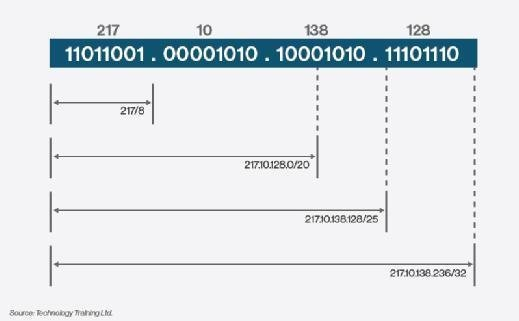 217 10 138 128
11011001 . 00001010 . 10001010 . 11101110
217/8
217.10.128.0/20
217.10.138.128/25
217.10.138.236/32
Source: Technology Training Ltd.